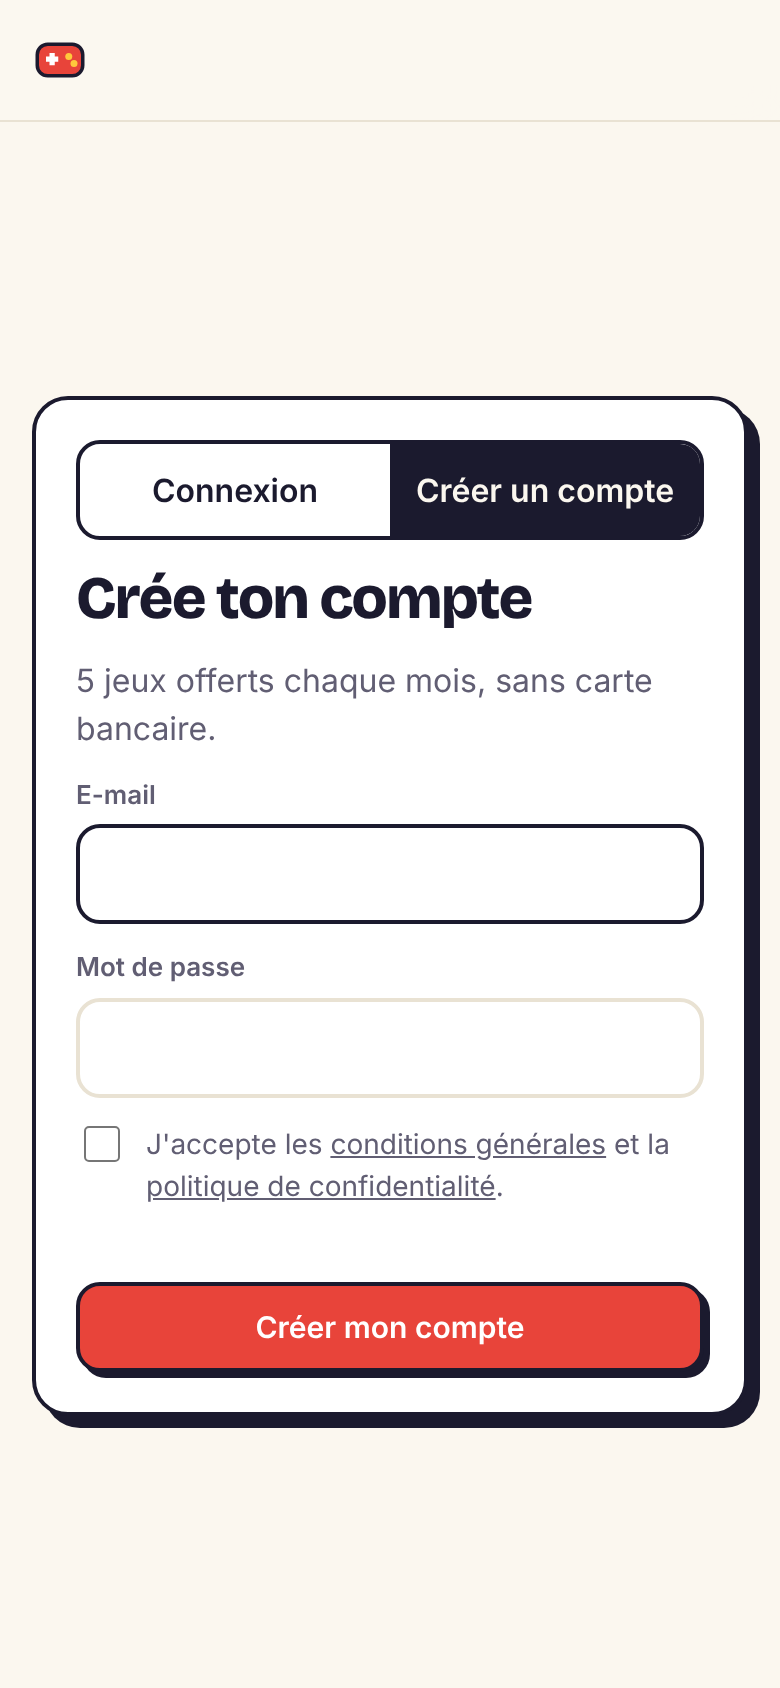 Connexion
Créer un compte
Crée ton compte
5 jeux offerts chaque mois, sans carte
bancaire.
E-mail
Mot de passe
J'accepte les conditions générales et la
politique de confidentialité.
Créer mon compte